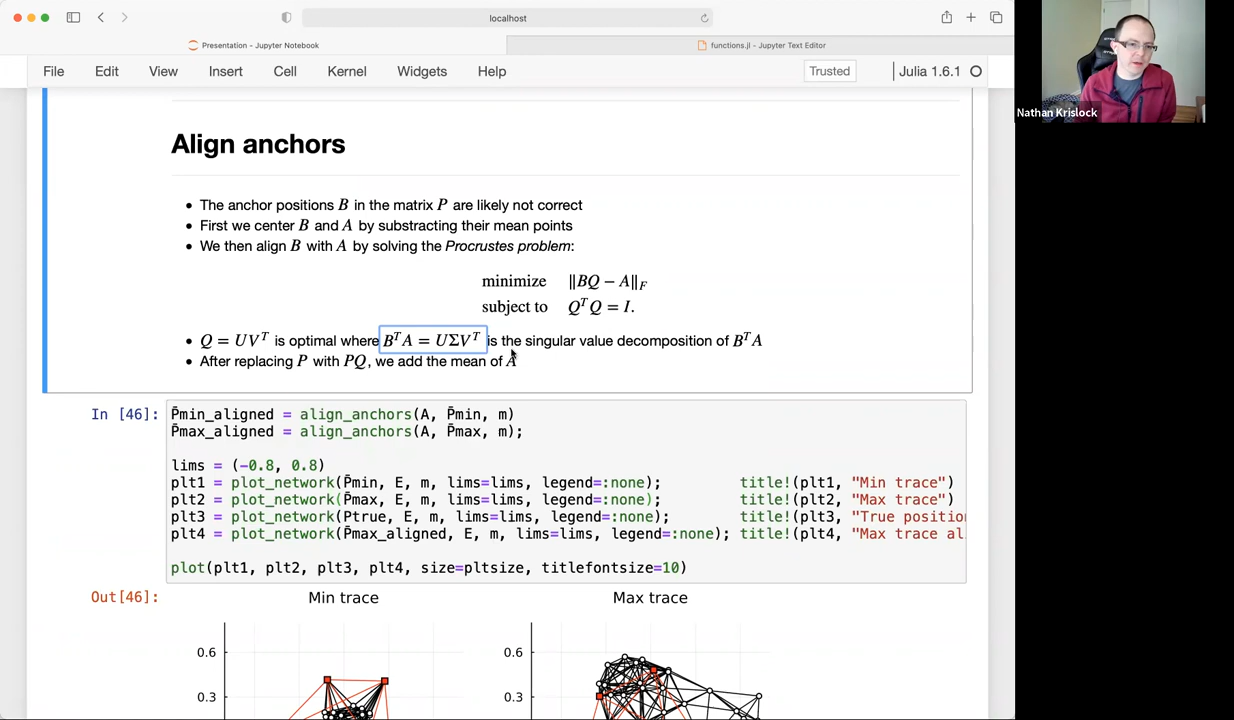 localhost
Presentation - Jupyter Notebook
functions.jl - Jupyter Text Editor
File Edit View Insert Cell Kernel Widgets Help Trusted Julia 1.6.1
Nathan Krislock
Align anchors
• The anchor positions B in the matrix P are likely not correct
• First we center B and A by substracting their mean points
• We then align B with A by solving the Procrustes problem:
minimize ‖BQ − A‖_F
subject to Q^T Q = I.
• Q = UV^T is optimal where B^T A = UΣV^T is the singular value decomposition of B^T A
• After replacing P with PQ, we add the mean of A
In [46]: P̄min_aligned = align_anchors(A, P̄min, m)
P̄max_aligned = align_anchors(A, P̄max, m);
lims = (-0.8, 0.8)
plt1 = plot_network(P̄min, E, m, lims=lims, legend=:none); title!(plt1, "Min trace")
plt2 = plot_network(P̄max, E, m, lims=lims, legend=:none); title!(plt2, "Max trace")
plt3 = plot_network(Ptrue, E, m, lims=lims, legend=:none); title!(plt3, "True position
plt4 = plot_network(P̄max_aligned, E, m, lims=lims, legend=:none); title!(plt4, "Max trace al
plot(plt1, plt2, plt3, plt4, size=pltsize, titlefontsize=10)
Out[46]: Min trace Max trace
0.6 0.6
0.3 0.3